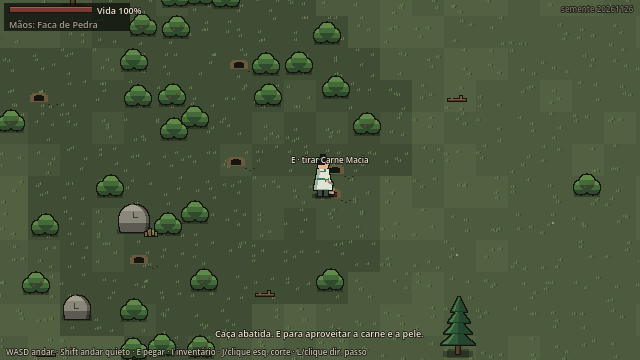 Vida 100%
semente 20261126
Mãos: Faca de Pedra
E · tirar Carne Macia
Caça abatida. E para aproveitar a carne e a pele.
WASD andar · Shift andar quieto · E pegar · I inventário · J/clique esq. corte · L/clique dir. passo